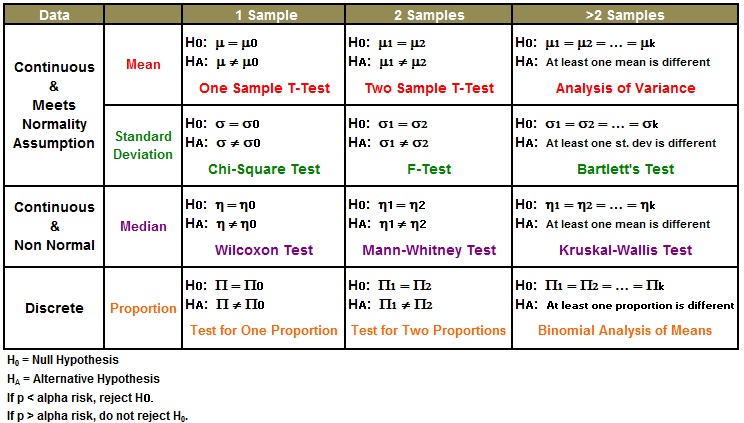 Data 1 Sample 2 Samples >2 Samples
Continuous
&
Meets
Normality
Assumption
Mean
H0: μ = μ0
HA: μ ≠ μ0
One Sample T-Test
H0: μ1 = μ2
HA: μ1 ≠ μ2
Two Sample T-Test
H0: μ1 = μ2 = ... = μk
HA: At least one mean is different
Analysis of Variance
Standard
Deviation
H0: σ = σ0
HA: σ ≠ σ0
Chi-Square Test
H0: σ1 = σ2
HA: σ1 ≠ σ2
F-Test
H0: σ1 = σ2 = ... = σk
HA: At least one st. dev is different
Bartlett's Test
Continuous
&
Non Normal
Median
H0: η = η0
HA: η ≠ η0
Wilcoxon Test
H0: η1 = η2
HA: η1 ≠ η2
Mann-Whitney Test
H0: η1 = η2 = ... = ηk
HA: At least one mean is different
Kruskal-Wallis Test
Discrete
Proportion
H0: Π = Π0
HA: Π ≠ Π0
Test for One Proportion
H0: Π1 = Π2
HA: Π1 ≠ Π2
Test for Two Proportions
H0: Π1 = Π2 = ... = Πk
HA: At least one proportion is different
Binomial Analysis of Means
H0 = Null Hypothesis
HA = Alternative Hypothesis
If p < alpha risk, reject H0.
If p > alpha risk, do not reject H0.